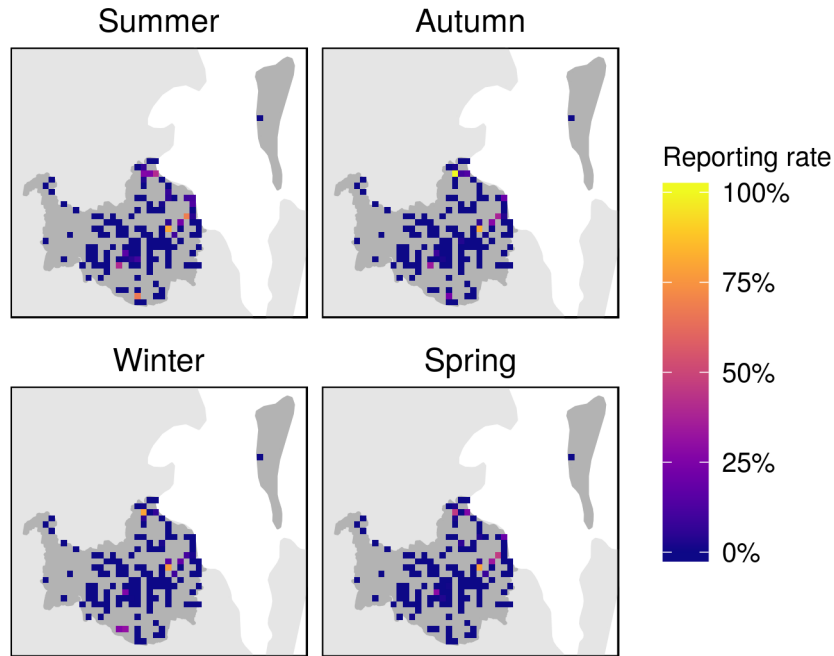 Summer
Autumn
Winter
Spring
Reporting rate
100%
75%
50%
25%
0%